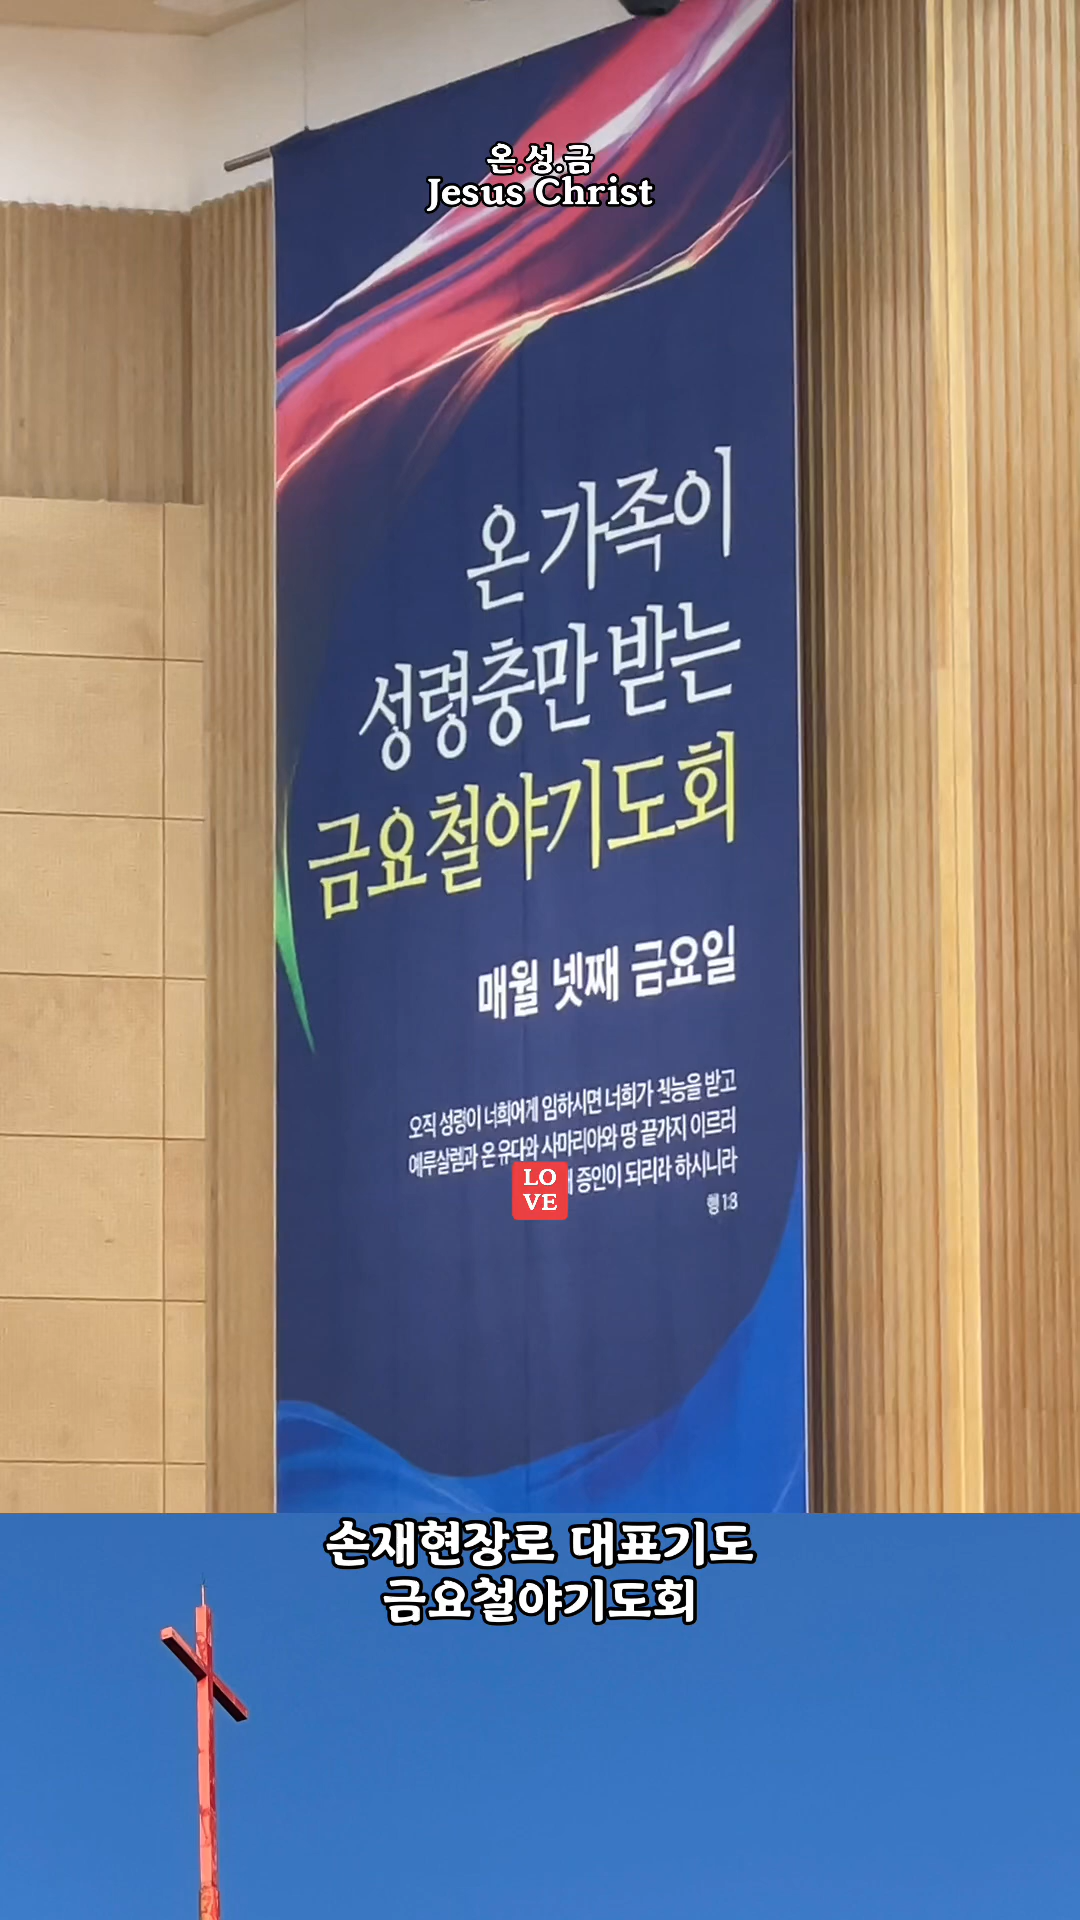 온.성.금
Jesus Christ
온 가족이
성령충만 받는
금요철야기도회
매월 넷째 금요일
오직 성령이 너희에게 임하시면 너희가 권능을 받고
예루살렘과 온 유다와 사마리아와 땅 끝까지 이르러
증인이 되리라 하시니라
행 1:8
LO
VE
손재현장로 대표기도
금요철야기도회